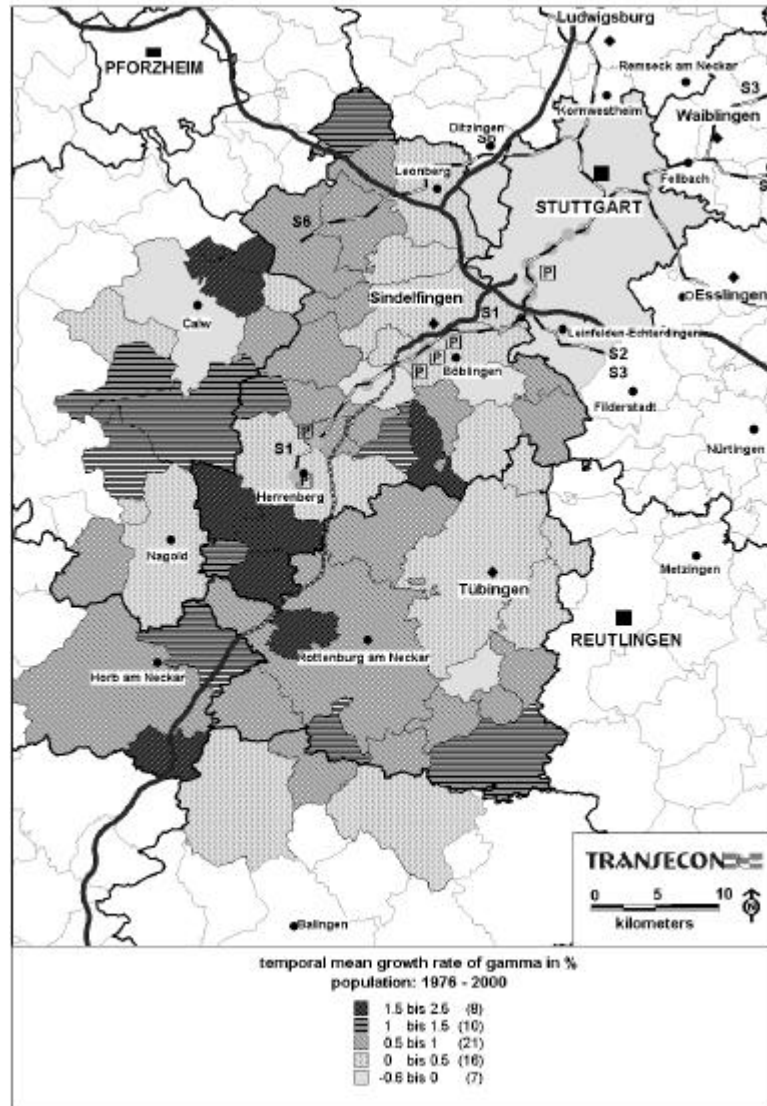 Ludwigsburg
PFORZHEIM
Remseck am Neckar
S3
Kornwestheim
Waiblingen
Ditzingen
Leonberg
Fellbach
STUTTGART
S6
P
Sindelfingen
Esslingen
Calw
S1
Leinfelden-Echterdingen
P
P
Böblingen
S2
P
S3
Filderstadt
Nürtingen
P
S1
P
Herrenberg
Nagold
Metzingen
Tübingen
REUTLINGEN
Rottenburg am Neckar
Horb am Neckar
TRANSECON
0 5 10
kilometers
N
Balingen
temporal mean growth rate of gamma in %
population: 1976 - 2000
1.5 bis 2.5 (8)
1 bis 1.5 (10)
0.5 bis 1 (21)
0 bis 0.5 (16)
-0.6 bis 0 (7)